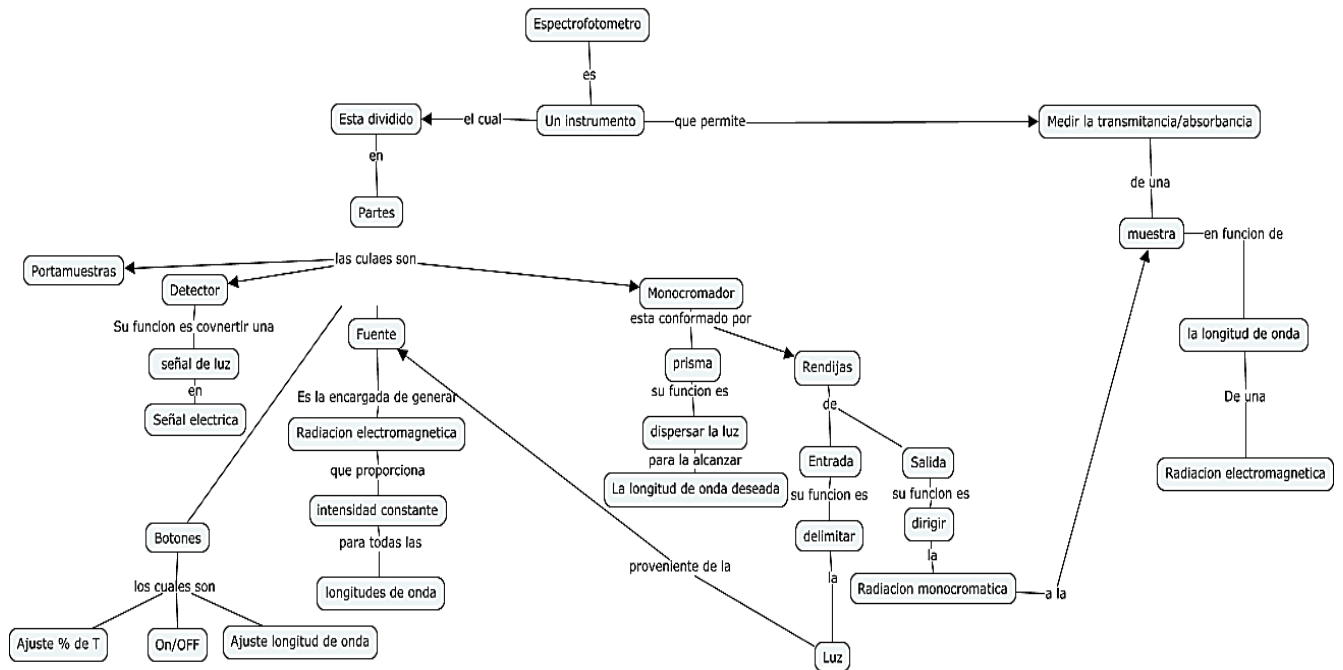 Espectrofotometro
es
Esta dividido
el cual
Un instrumento
que permite
Medir la transmitancia/absorbancia
en
de una
Partes
muestra
en funcion de
las culaes son
Portamuestras
Detector
Monocromador
Su funcion es covnertir una
esta conformado por
Fuente
la longitud de onda
señal de luz
prisma
Rendijas
en
su funcion es
Es la encargada de generar
de
De una
Señal electrica
Radiacion electromagnetica
dispersar la luz
que proporciona
para la alcanzar
Entrada
Salida
Radiacion electromagnetica
La longitud de onda deseada
su funcion es
su funcion es
intensidad constante
dirigir
Botones
para todas las
delimitar
la
proveniente de la
la
los cuales son
longitudes de onda
Radiacion monocromatica
a la
Ajuste % de T
On/OFF
Ajuste longitud de onda
Luz